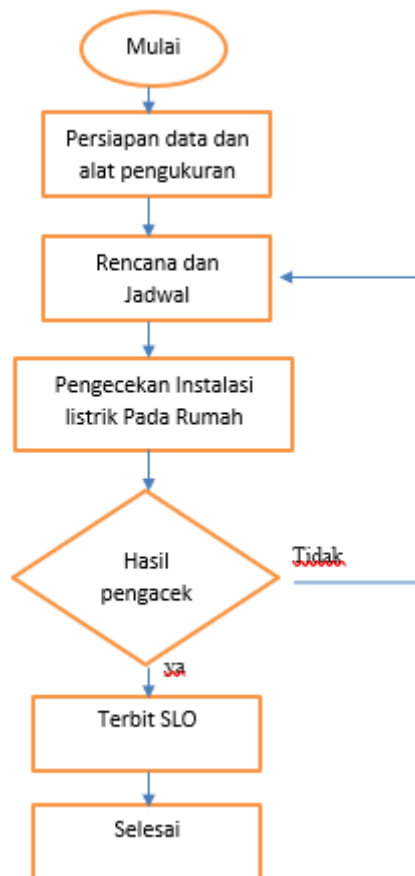 Mulai
Persiapan data dan
alat pengukuran
Rencana dan
Jadwal
Pengecekan Instalasi
listrik Pada Rumah
Hasil
pengacek
Tidak
ya
Terbit SLO
Selesai